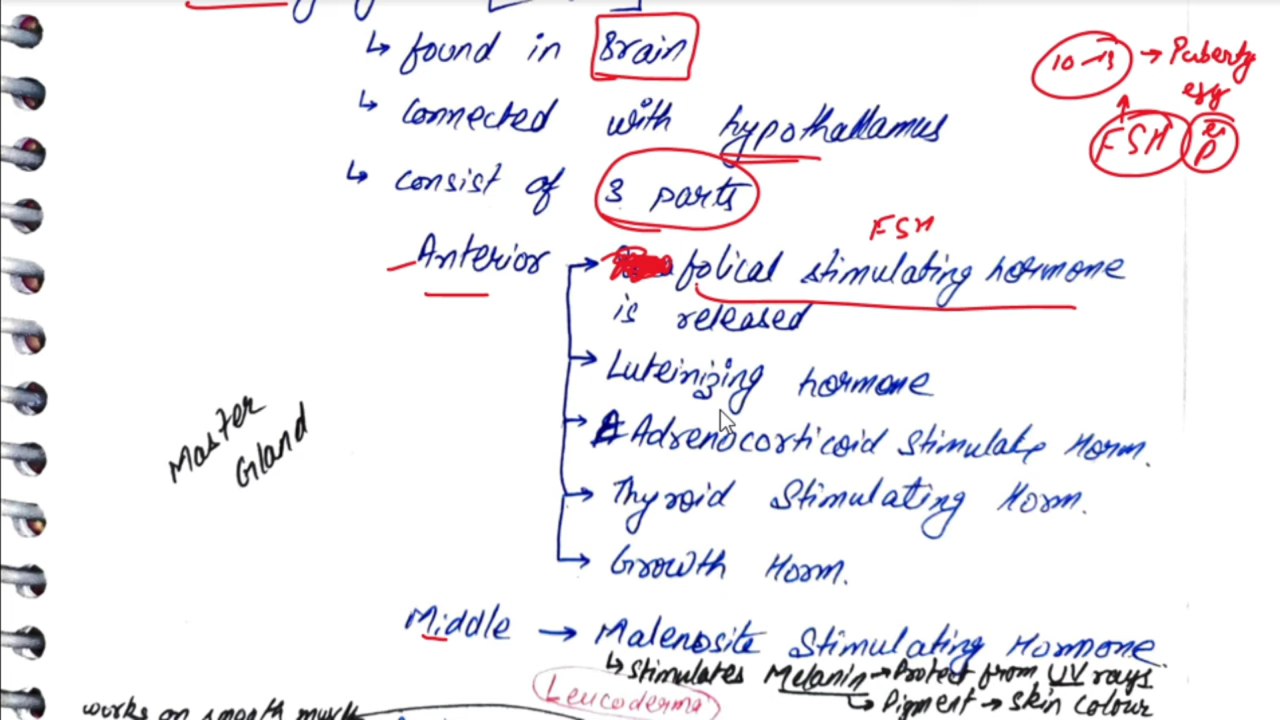 found in Brain
connected with hypothallamus
consist of 3 parts
10-13 → Puberty
egg
FSH
FSH
Anterior → folical stimulating hormone
is released
→ Luteinizing hormone
→ Adrenocorticoid Stimulate Horm.
→ Thyroid Stimulating Horm.
→ Growth Horm.
Master
Gland
Middle → Malenosite Stimulating Hormone
↳ Stimulates Melanin → Protect from UV rays
↳ Pigment → Skin Colour
Leucoderma
works on smooth muscle